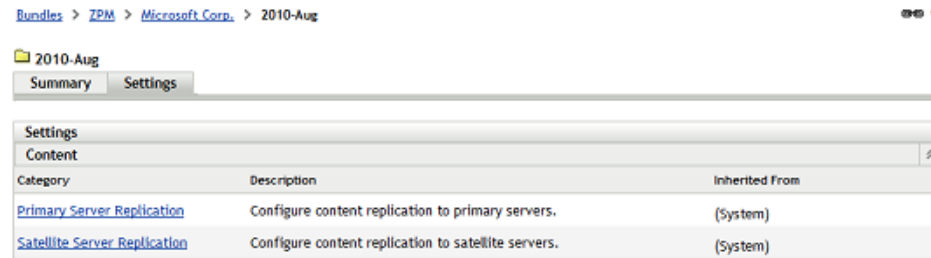 Bundles > ZPM > Microsoft Corp. > 2010-Aug
2010-Aug
Summary Settings
Settings
Content
Category Description Inherited From
Primary Server Replication Configure content replication to primary servers. (System)
Satellite Server Replication Configure content replication to satellite servers. (System)